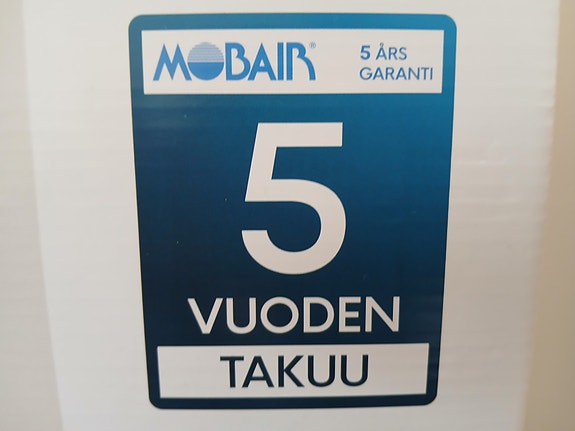 MOBAIR®
5 ÅRS
GARANTI
5
VUODEN
TAKUU